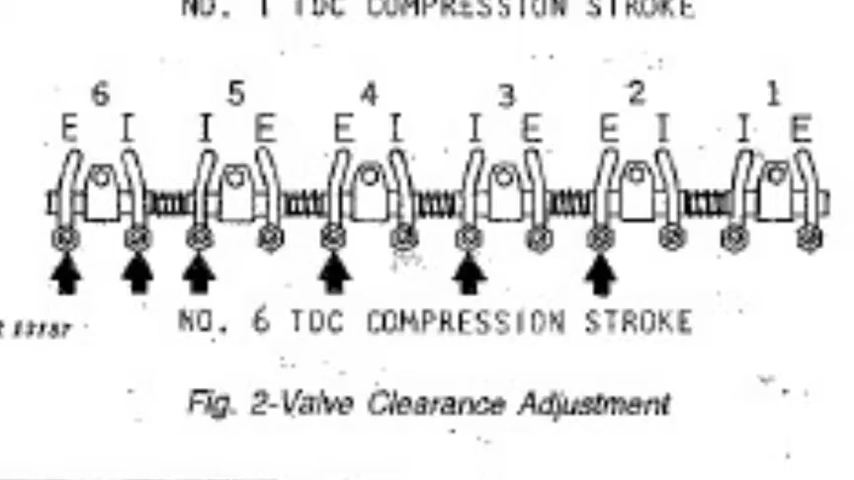 NO. 1 TDC COMPRESSION STROKE
6 5 4 3 2 1
E I I E E I I E E I I E
NO. 6 TDC COMPRESSION STROKE
Fig. 2-Valve Clearance Adjustment